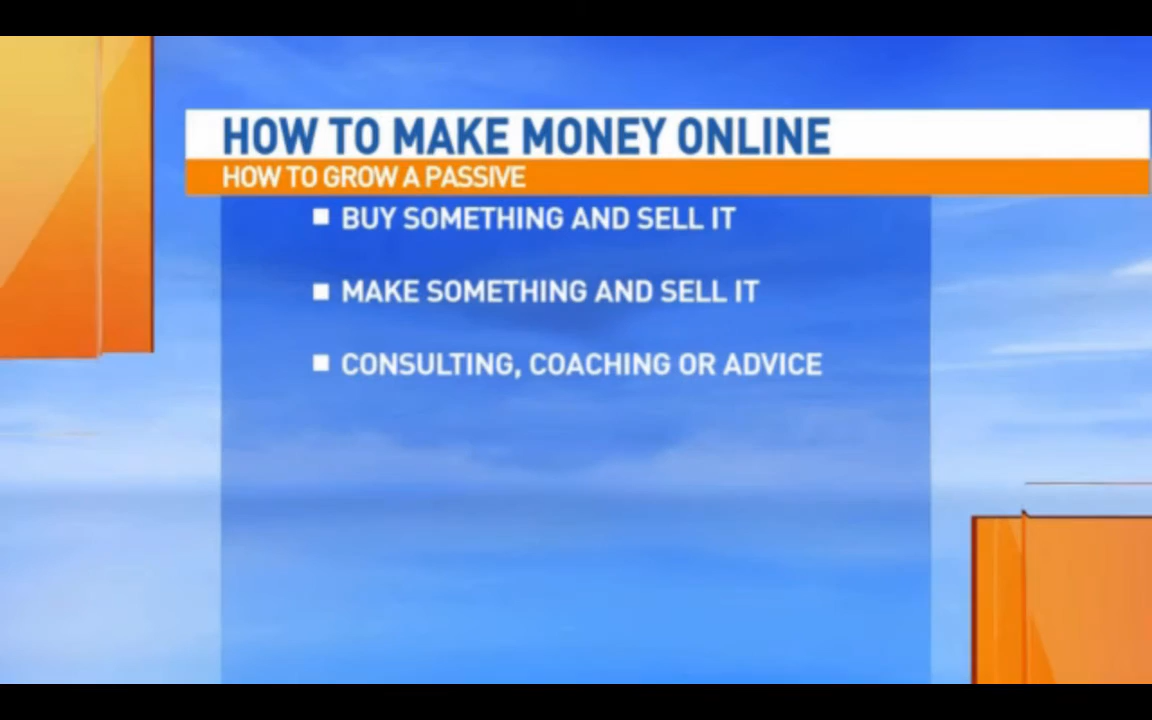 HOW TO MAKE MONEY ONLINE
HOW TO GROW A PASSIVE
BUY SOMETHING AND SELL IT
MAKE SOMETHING AND SELL IT
CONSULTING, COACHING OR ADVICE